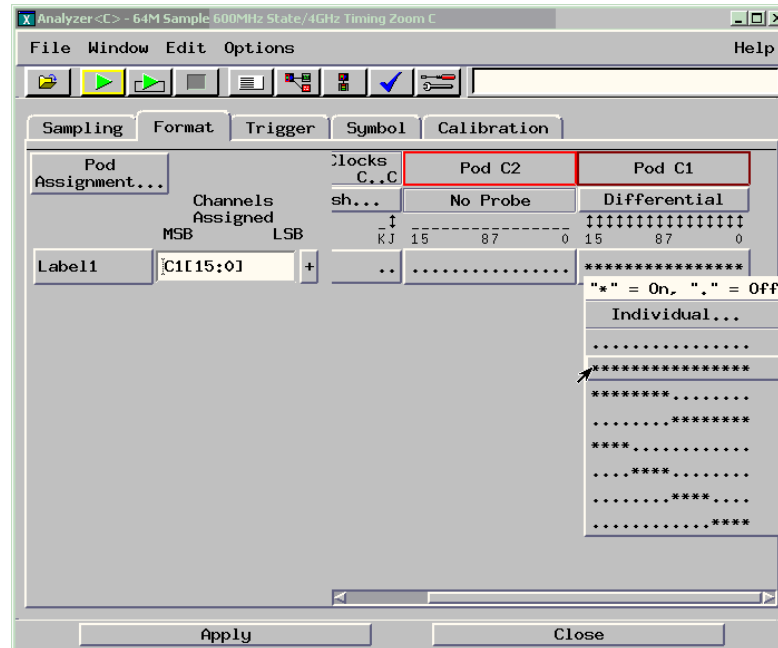 Analyzer<C> - 64M Sample 600MHz State/4GHz Timing Zoom C
File Window Edit Options Help
Sampling Format Trigger Symbol Calibration
Pod Assignment...
Channels Assigned
MSB LSB
Clocks
C..C
Pod C2
Pod C1
sh...
No Probe
Differential
KJ
15 87 0
15 87 0
Label1
C1[15:0]
+
..
................
****************
"*" = On, "." = Off
Individual...
................
****************
********........
........********
****............
....****........
........****....
............****
Apply
Close